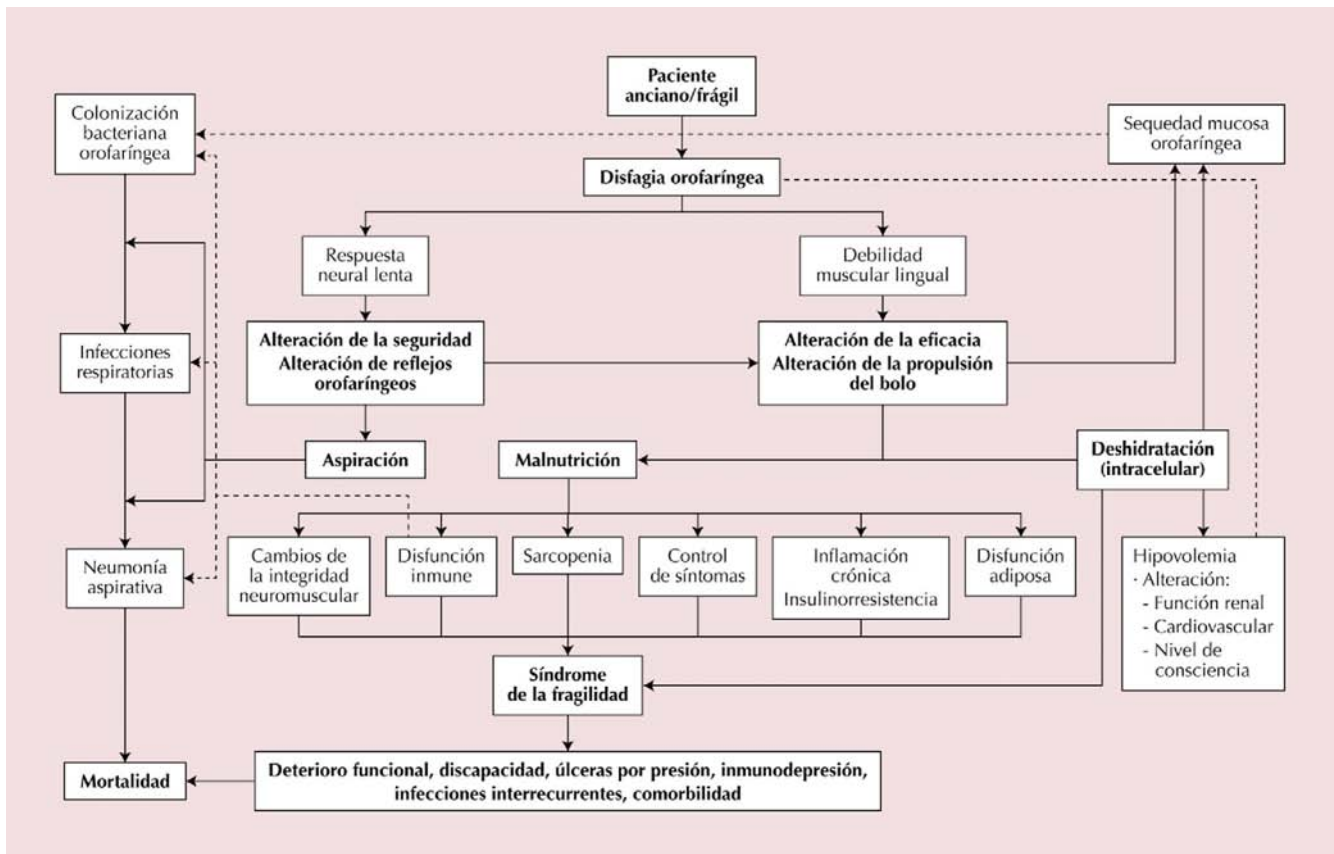 Paciente
anciano/frágil
Colonización
bacteriana
orofaríngea
Sequedad mucosa
orofaríngea
Disfagia orofaríngea
Respuesta
neural lenta
Debilidad
muscular lingual
Infecciones
respiratorias
Alteración de la seguridad
Alteración de reflejos
orofaríngeos
Alteración de la eficacia
Alteración de la propulsión
del bolo
Aspiración
Malnutrición
Deshidratación
(intracelular)
Neumonía
aspirativa
Cambios de
la integridad
neuromuscular
Disfunción
inmune
Sarcopenia
Control
de síntomas
Inflamación
crónica
Insulinorresistencia
Disfunción
adiposa
Hipovolemia
· Alteración:
- Función renal
- Cardiovascular
- Nivel de
consciencia
Síndrome
de la fragilidad
Mortalidad
Deterioro funcional, discapacidad, úlceras por presión, inmunodepresión,
infecciones interrecurrentes, comorbilidad